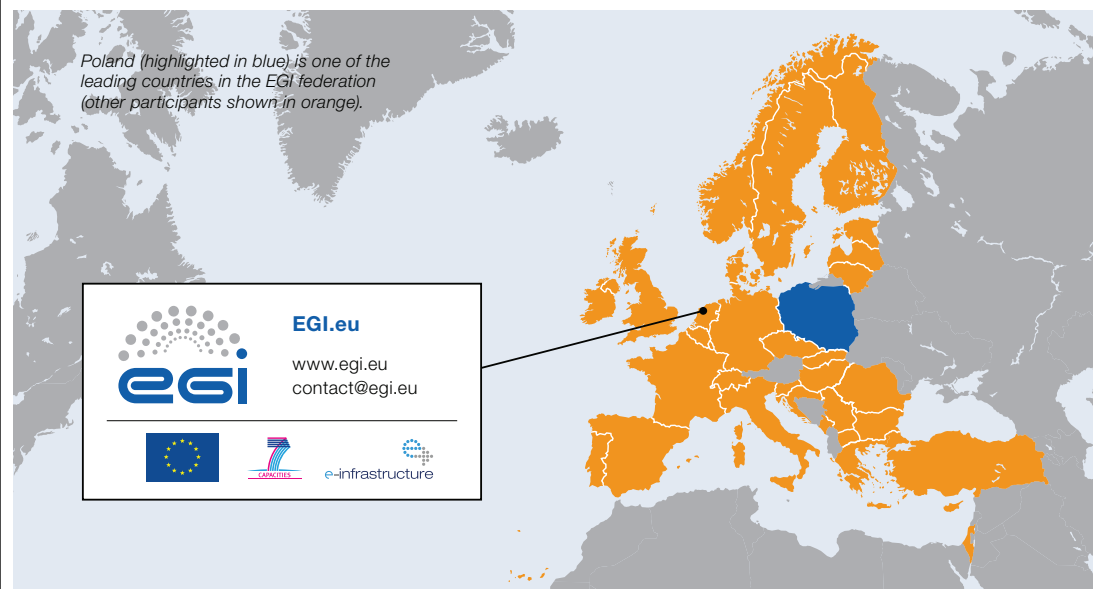 Poland (highlighted in blue) is one of the
leading countries in the EGI federation
(other participants shown in orange).
egi
EGI.eu
www.egi.eu
contact@egi.eu
7
CAPACITIES
e-infrastructure